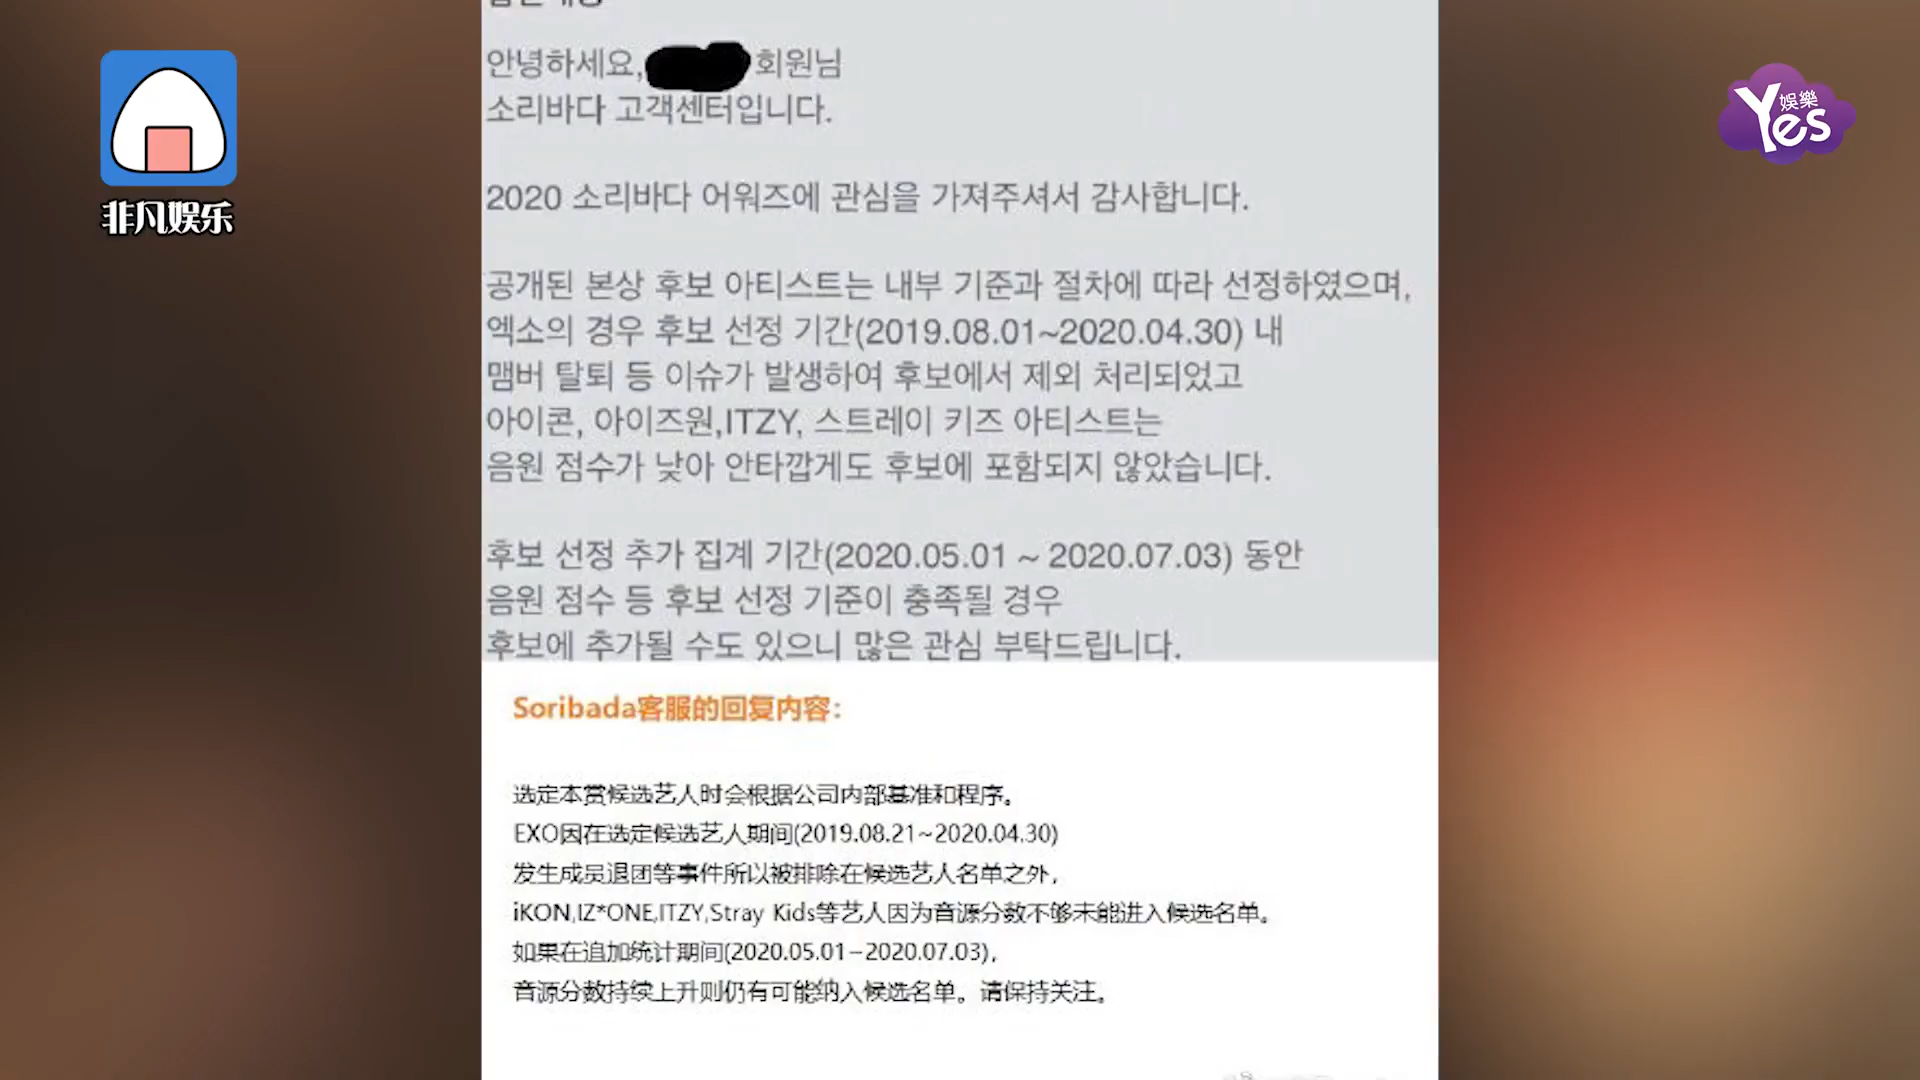 안녕하세요, 회원님
소리바다 고객센터입니다.
2020 소리바다 어워즈에 관심을 가져주셔서 감사합니다.
공개된 본상 후보 아티스트는 내부 기준과 절차에 따라 선정하였으며,
엑소의 경우 후보 선정 기간(2019.08.01~2020.04.30) 내
맴버 탈퇴 등 이슈가 발생하여 후보에서 제외 처리되었고
아이콘, 아이즈원,ITZY, 스트레이 키즈 아티스트는
음원 점수가 낮아 안타깝게도 후보에 포함되지 않았습니다.
후보 선정 추가 집계 기간(2020.05.01 ~ 2020.07.03) 동안
음원 점수 등 후보 선정 기준이 충족될 경우
후보에 추가될 수도 있으니 많은 관심 부탁드립니다.
Soribada客服的回复内容：
选定本赏候选艺人时会根据公司内部基准和程序。
EXO因在选定候选艺人期间(2019.08.21~2020.04.30)
发生成员退团等事件所以被排除在候选艺人名单之外，
iKON,IZ*ONE,ITZY,Stray Kids等艺人因为音源分数不够未能进入候选名单。
如果在追加统计期间(2020.05.01–2020.07.03)，
音源分数持续上升则仍有可能纳入候选名单。请保持关注。
非凡娱乐
Yes 娛樂